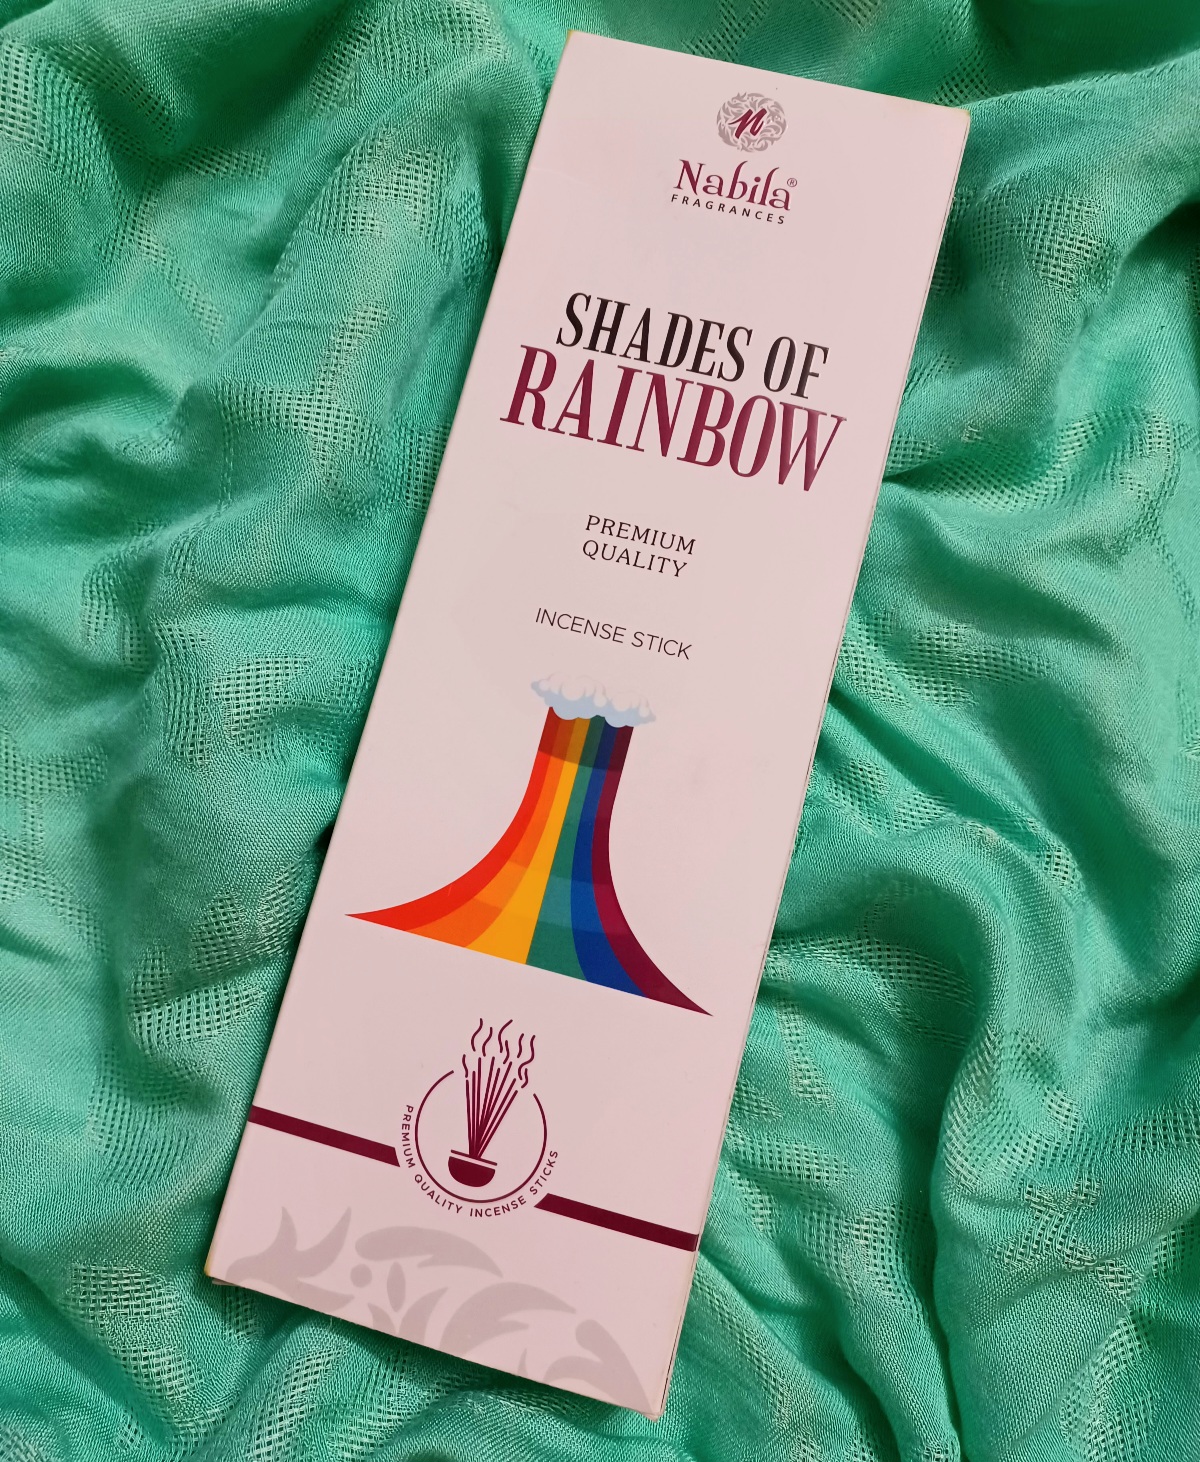 n
Nabila®
FRAGRANCES
SHADES OF
RAINBOW
PREMIUM
QUALITY
INCENSE STICK
PREMIUM QUALITY INCENSE STICKS